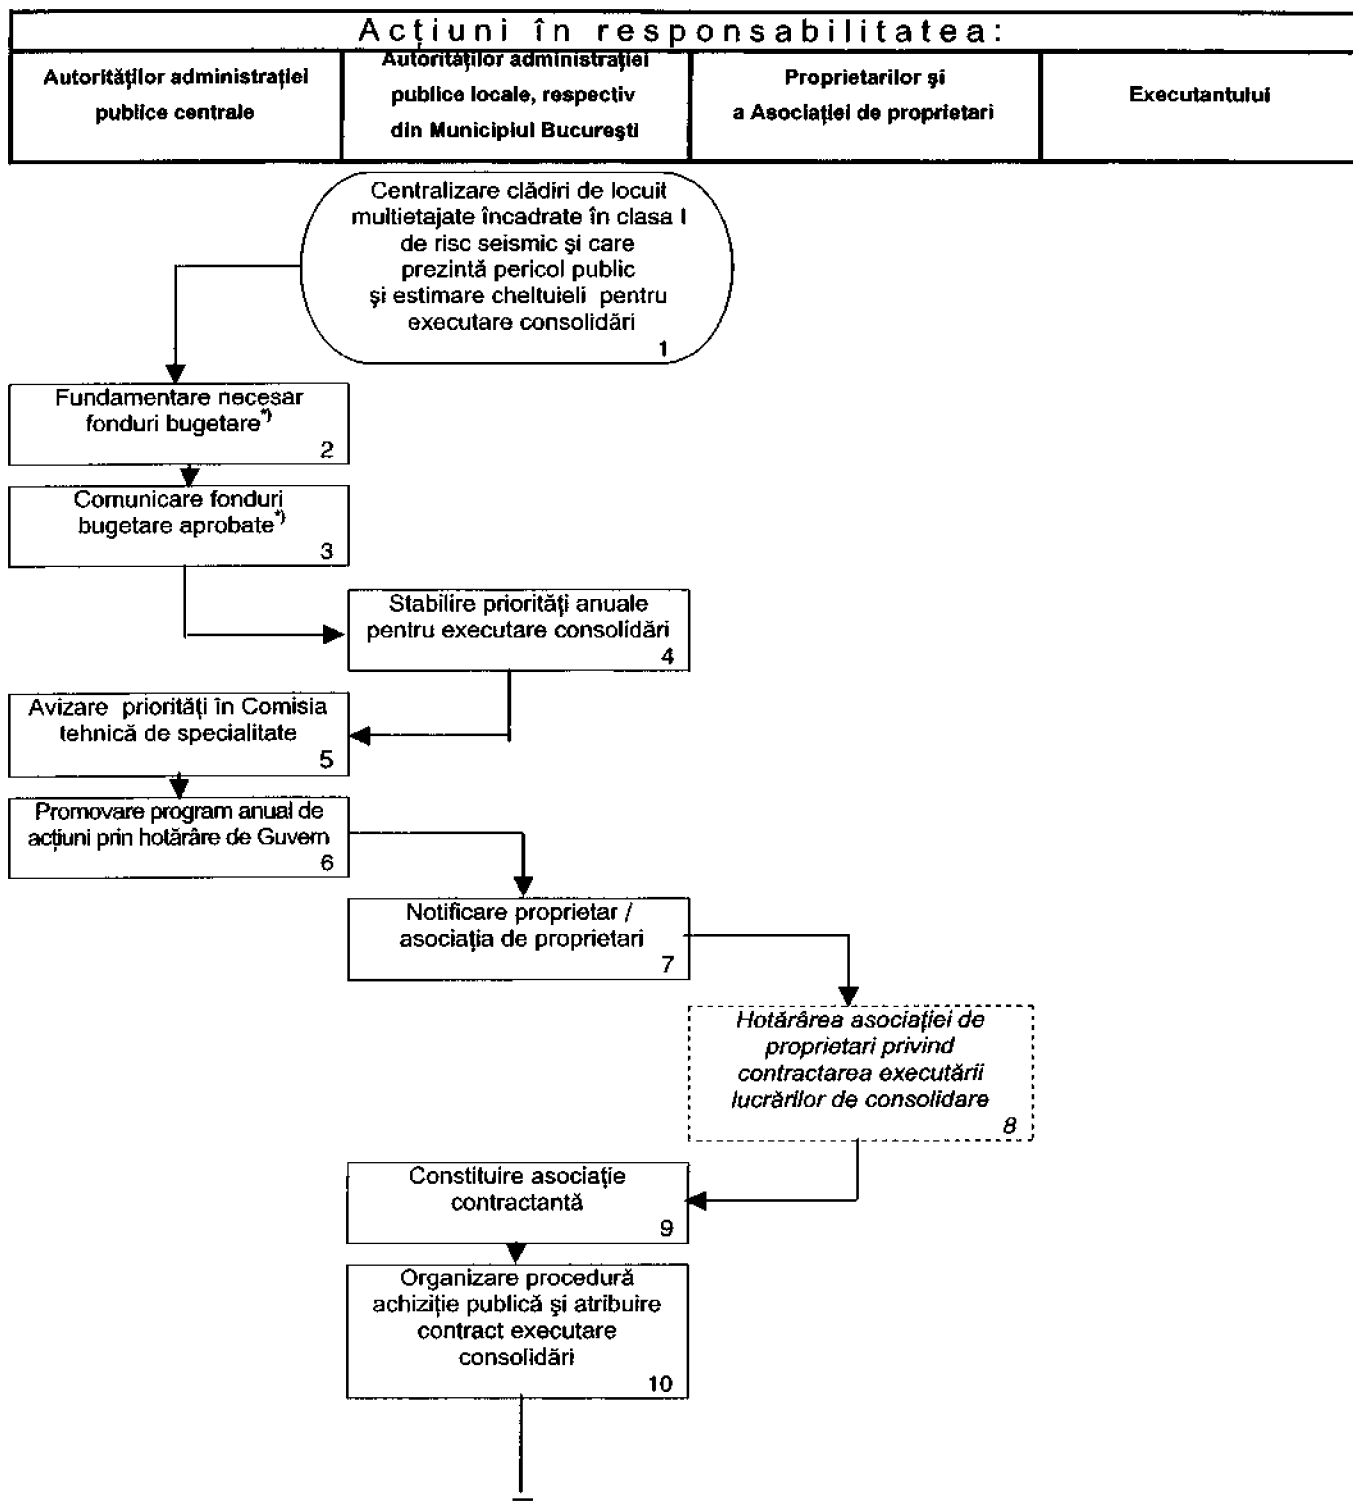 Acțiuni în responsabilitatea:
Autorităților administrației
publice centrale
Autorităților administrației
publice locale, respectiv
din Municipiul București
Proprietarilor și
a Asociației de proprietari
Executantului
Centralizare clădiri de locuit
multietajate încadrate în clasa I
de risc seismic și care
prezintă pericol public
și estimare cheltuieli pentru
executare consolidări
1
Fundamentare necesar
fonduri bugetare*)
2
Comunicare fonduri
bugetare aprobate*)
3
Stabilire priorități anuale
pentru executare consolidări
4
Avizare priorități în Comisia
tehnică de specialitate
5
Promovare program anual de
acțiuni prin hotărâre de Guvern
6
Notificare proprietar /
asociația de proprietari
7
Hotărârea asociației de
proprietari privind
contractarea executării
lucrărilor de consolidare
8
Constituire asociație
contractantă
9
Organizare procedură
achiziție publică și atribuire
contract executare
consolidări
10